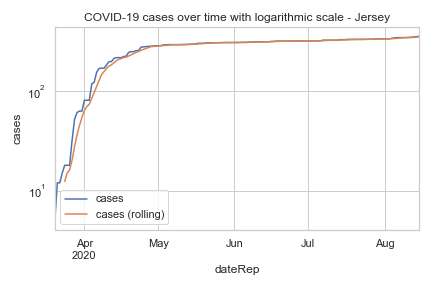 COVID-19 cases over time with logarithmic scale - Jersey
cases
10²
10¹
cases
cases (rolling)
Apr
2020
May
Jun
Jul
Aug
dateRep